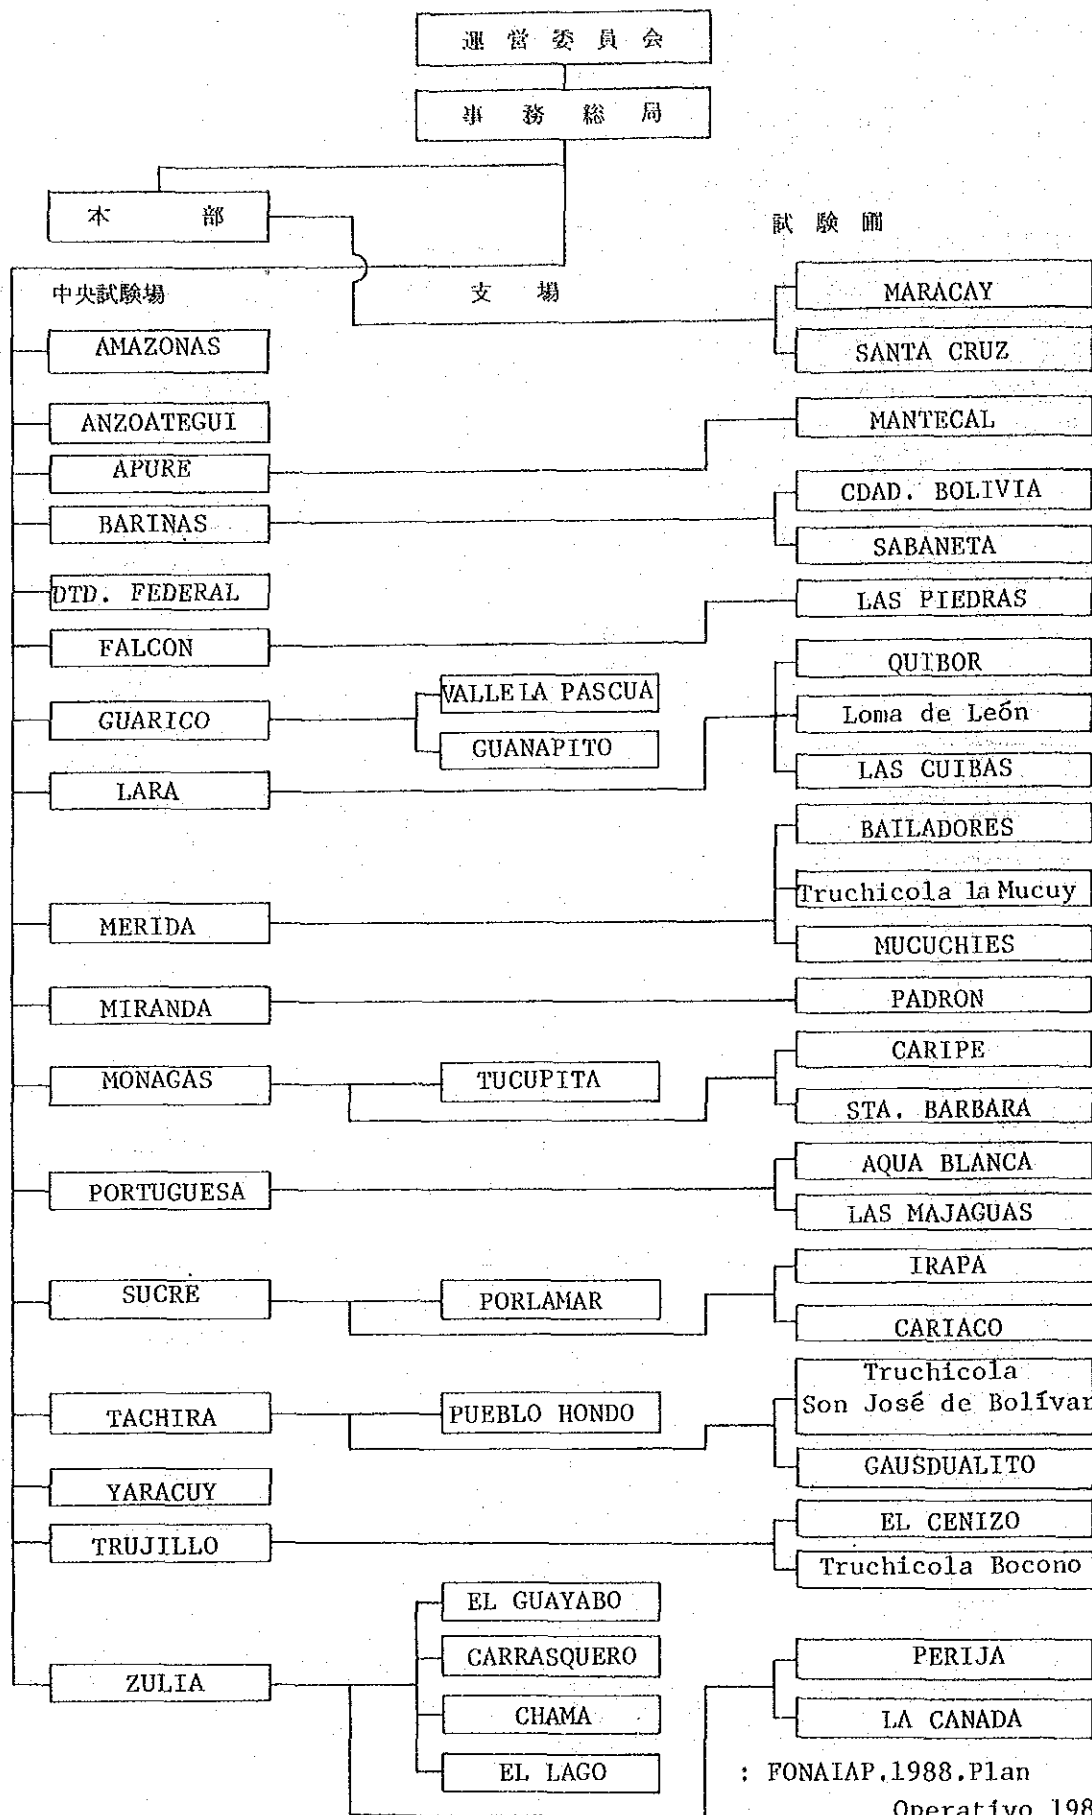 運営委員会
事務総局
本部
試験圃
中央試験場
支場
MARACAY
AMAZONAS
SANTA CRUZ
ANZOATEGUI
MANTECAL
APURE
CDAD. BOLIVIA
BARINAS
SABANETA
DTD. FEDERAL
LAS PIEDRAS
FALCON
QUIBOR
GUARICO
VALLE LA PASCUA
Loma de León
GUANAPITO
LARA
LAS CUIBAS
BAILADORES
Truchicola la Mucuy
MERIDA
MUCUCHIES
MIRANDA
PADRON
CARIPE
MONAGAS
TUCUPITA
STA. BARBARA
AQUA BLANCA
PORTUGUESA
LAS MAJAGUAS
IRAPA
SUCRE
PORLAMAR
CARIACO
Truchicola
Son José de Bolívar
TACHIRA
PUEBLO HONDO
GAUSDUALITO
YARACUY
EL CENIZO
TRUJILLO
Truchicola Bocono
EL GUAYABO
CARRASQUERO
PERIJA
ZULIA
CHAMA
LA CANADA
EL LAGO
: FONAIAP.1988.Plan
Operativo 198